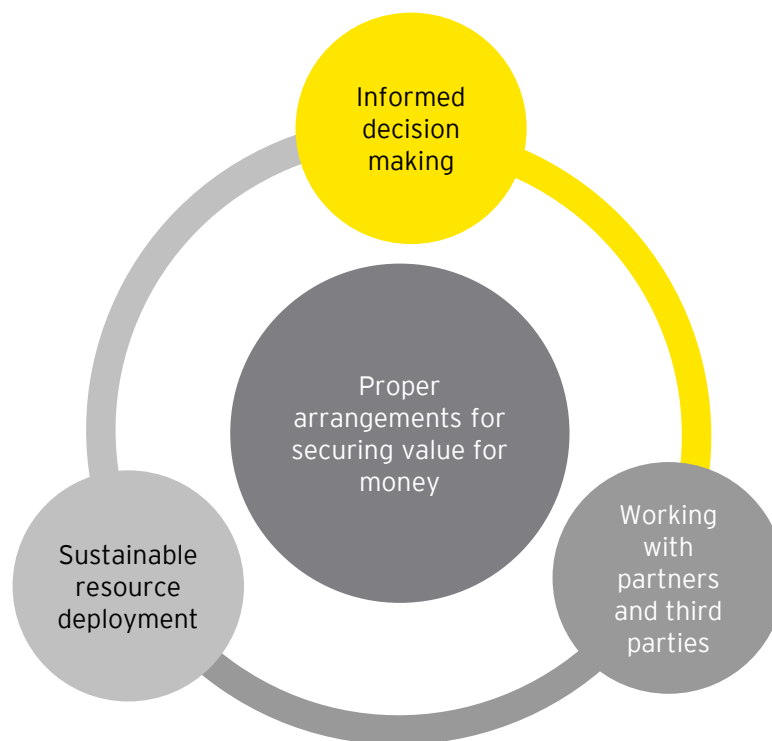 Informed
decision
making
Proper
arrangements for
securing value for
money
Sustainable
resource
deployment
Working
with
partners
and third
parties